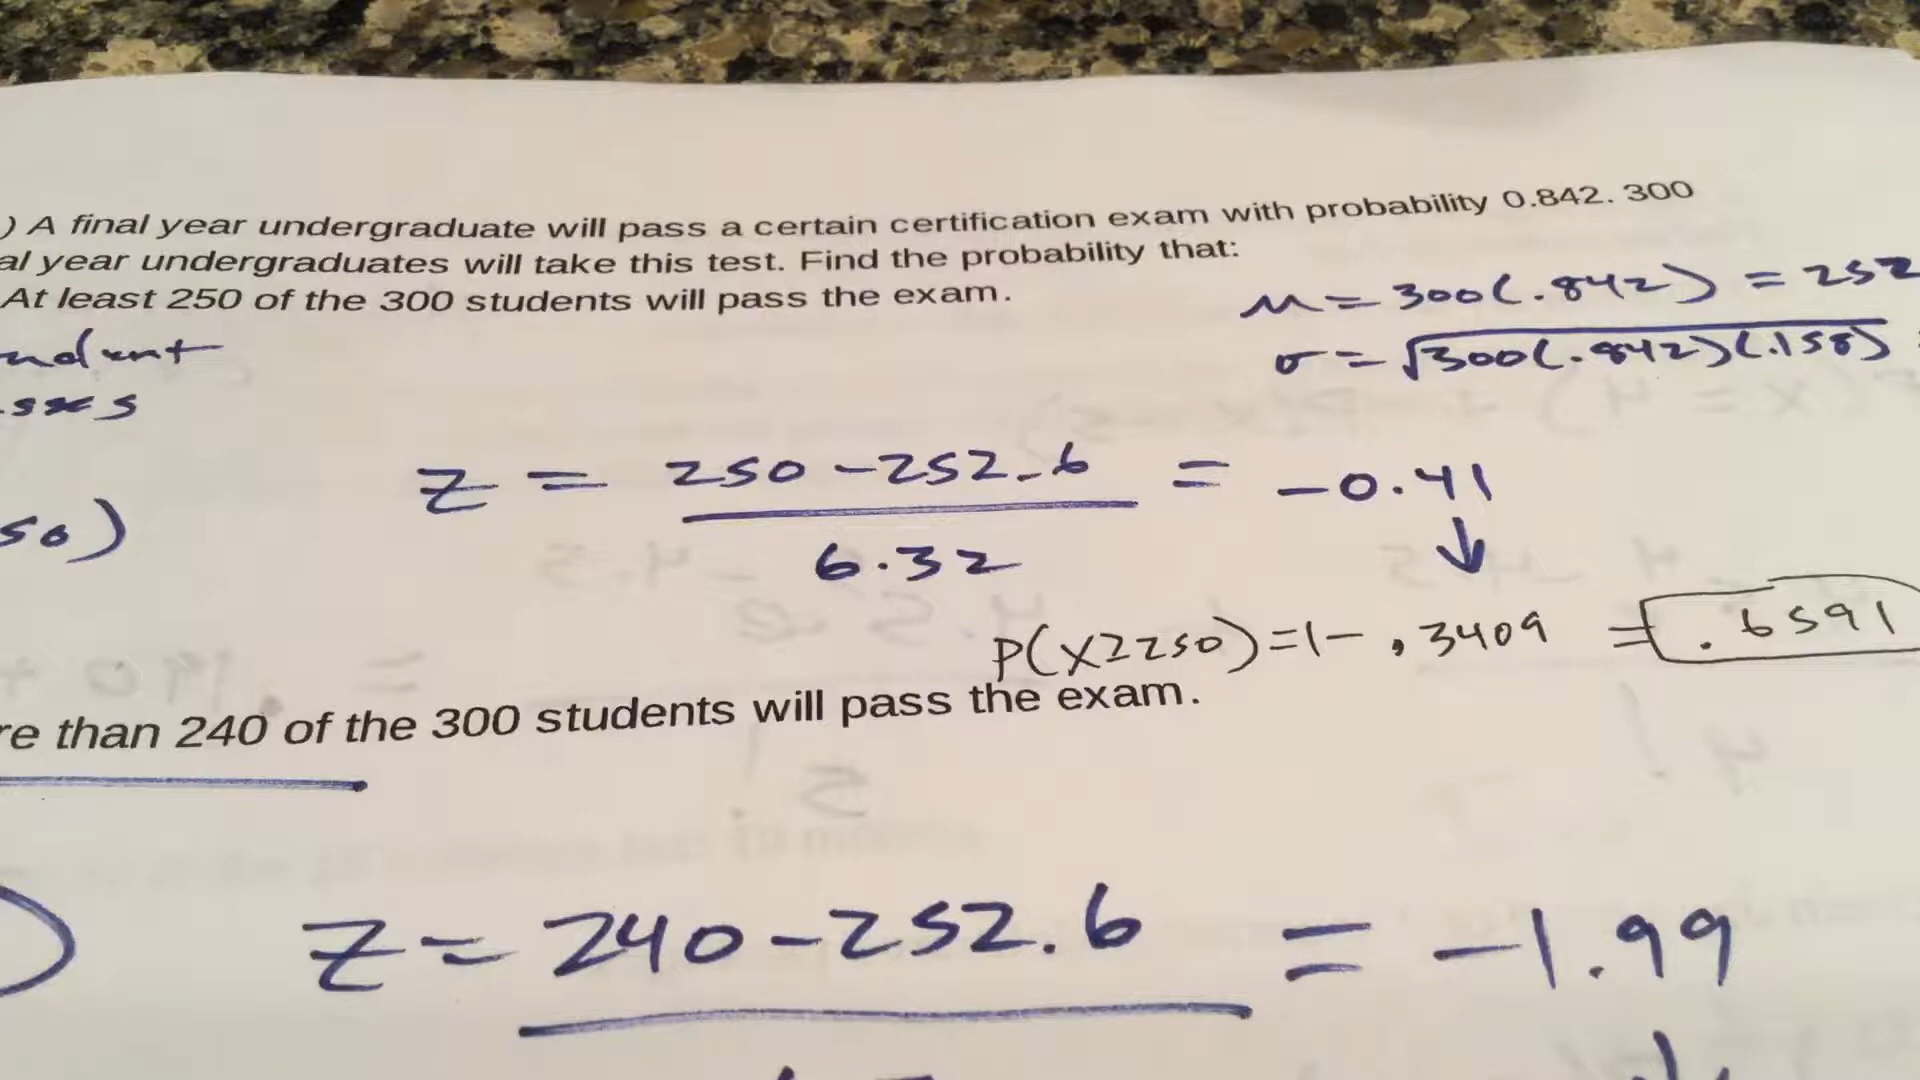 ) A final year undergraduate will pass a certain certification exam with probability 0.842. 300
al year undergraduates will take this test. Find the probability that:
At least 250 of the 300 students will pass the exam.
M = 300(.842) = 252
σ = √300(.842)(.158)
Z = 250 - 252.6 / 6.32 = -0.41
50)
P(X≥250) = 1 - .3409 = .6591
re than 240 of the 300 students will pass the exam.
Z = 240 - 252.6 = -1.99